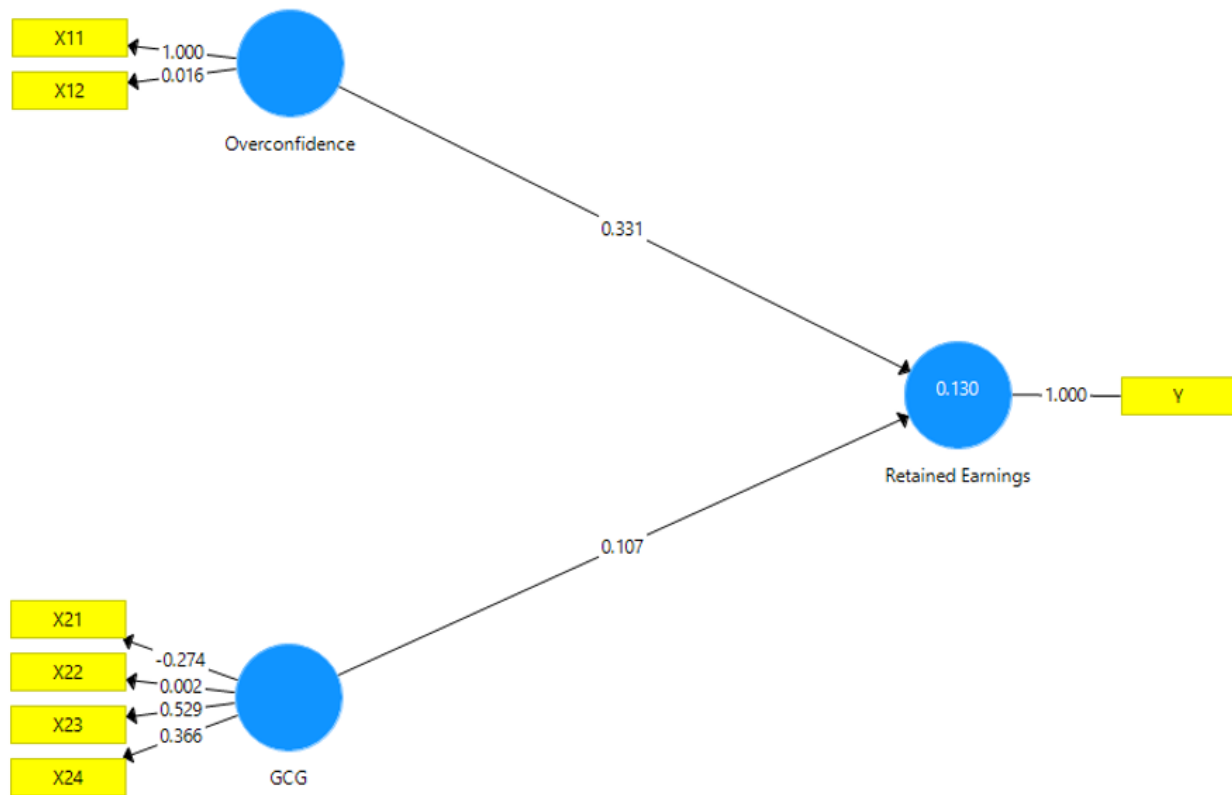 X11
1.000
0.016
X12
Overconfidence
0.331
0.130
1.000
Y
Retained Earnings
0.107
X21
-0.274
X22
0.002
X23
0.529
0.366
X24
GCG